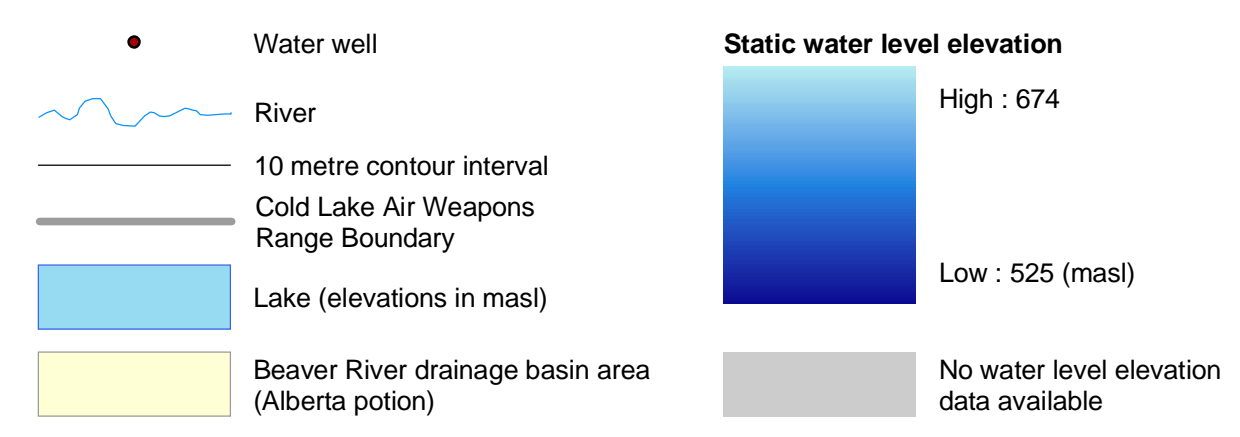 Water well
River
10 metre contour interval
Cold Lake Air Weapons
Range Boundary
Lake (elevations in masl)
Beaver River drainage basin area
(Alberta potion)
Static water level elevation
High : 674
Low : 525 (masl)
No water level elevation
data available